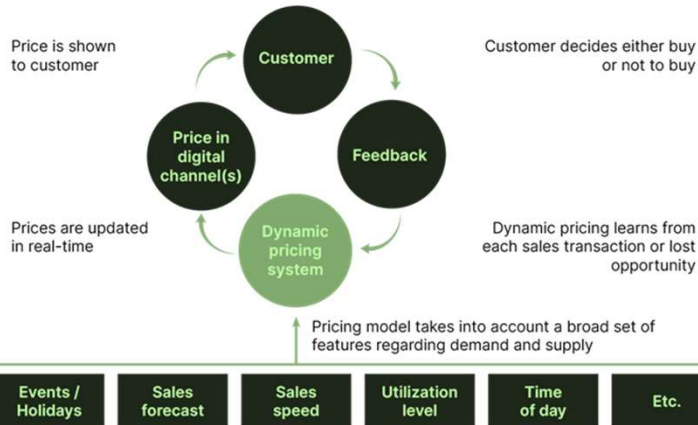 Price is shown
to customer
Customer
Customer decides either buy
or not to buy
Price in
digital
channel(s)
Feedback
Prices are updated
in real-time
Dynamic
pricing
system
Dynamic pricing learns from
each sales transaction or lost
opportunity
Pricing model takes into account a broad set of
features regarding demand and supply
Events /
Holidays
Sales
forecast
Sales
speed
Utilization
level
Time
of day
Etc.